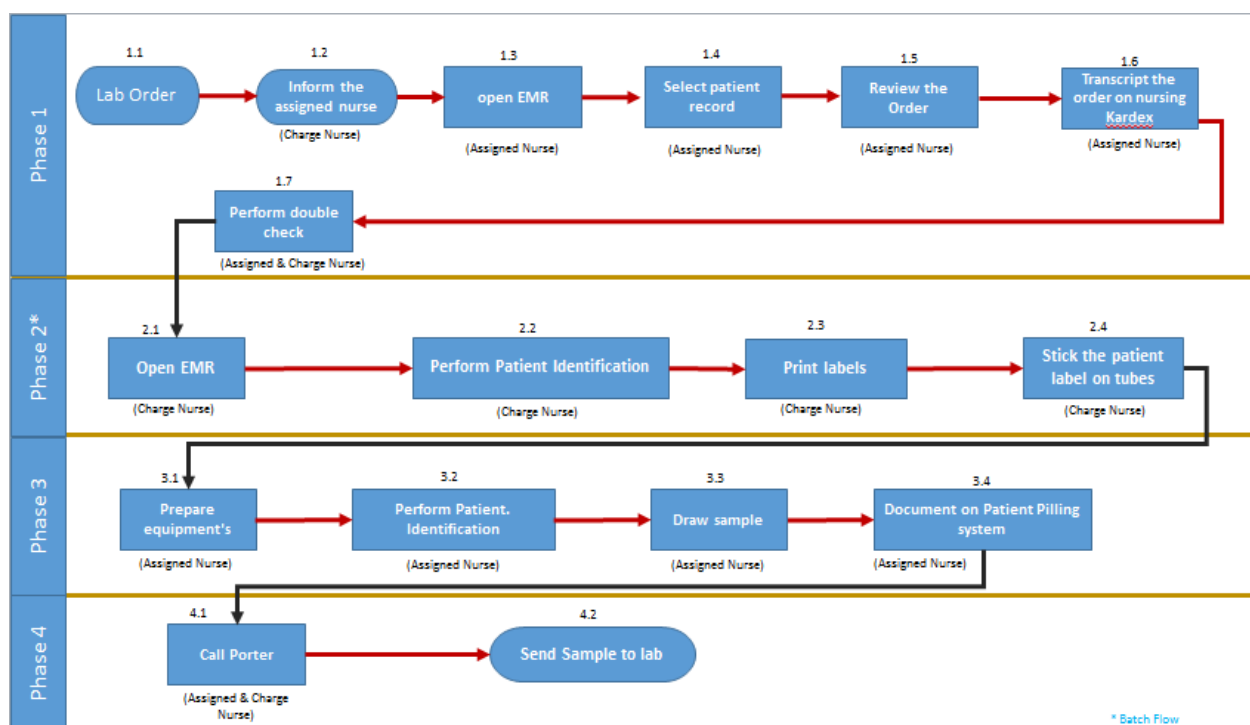 Phase 1
1.1
Lab Order
1.2
Inform the
assigned nurse
(Charge Nurse)
1.3
open EMR
(Assigned Nurse)
1.4
Select patient
record
(Assigned Nurse)
1.5
Review the
Order
(Assigned Nurse)
1.6
Transcript the
order on nursing
Kardex
(Assigned Nurse)
1.7
Perform double
check
(Assigned & Charge Nurse)
Phase 2*
2.1
Open EMR
(Charge Nurse)
2.2
Perform Patient Identification
(Charge Nurse)
2.3
Print labels
(Charge Nurse)
2.4
Stick the patient
label on tubes
(Charge Nurse)
Phase 3
3.1
Prepare
equipment's
(Assigned Nurse)
3.2
Perform Patient.
Identification
(Assigned Nurse)
3.3
Draw sample
(Assigned Nurse)
3.4
Document on Patient Pilling
system
(Assigned Nurse)
Phase 4
4.1
Call Porter
(Assigned & Charge
Nurse)
4.2
Send Sample to lab
* Batch Flow